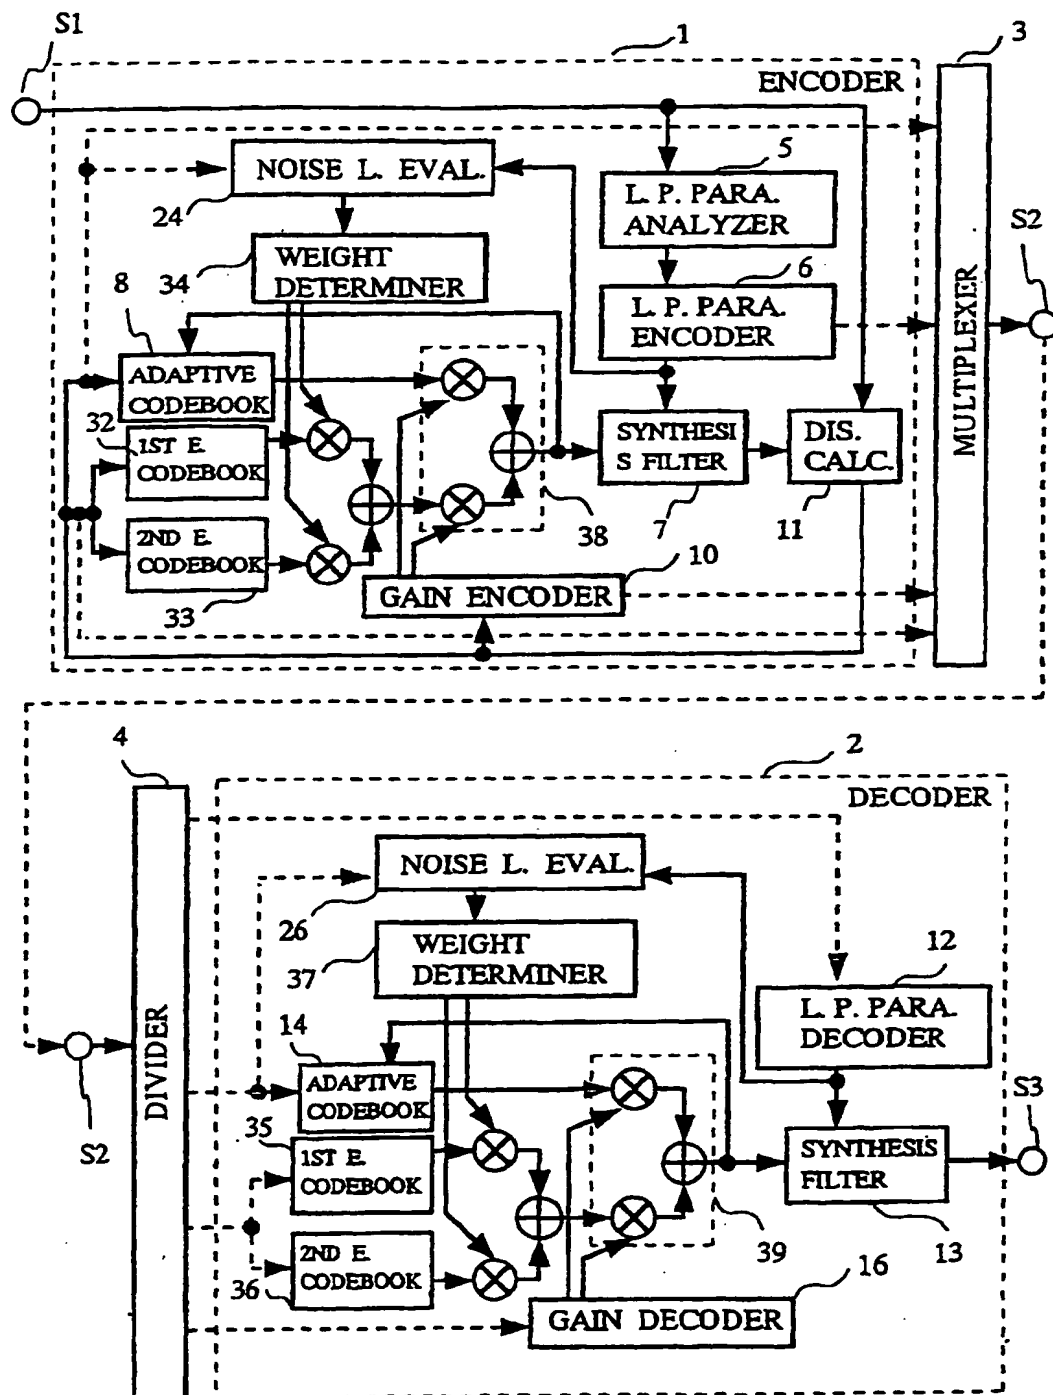 S1
1
3
ENCODER
NOISE L. EVAL.
24
5
L. P. PARA.
ANALYZER
S2
WEIGHT
DETERMINER
34
6
L. P. PARA.
ENCODER
MULTIPLEXER
8
ADAPTIVE
CODEBOOK
32
1ST E.
CODEBOOK
SYNTHESI
S FILTER
7
DIS.
CALC.
11
38
2ND E.
CODEBOOK
33
10
GAIN ENCODER
4
2
DECODER
NOISE L. EVAL.
26
WEIGHT
DETERMINER
37
12
L. P. PARA.
DECODER
DIVIDER
S2
14
ADAPTIVE
CODEBOOK
35
1ST E.
CODEBOOK
S3
SYNTHESIS
FILTER
13
39
2ND E.
CODEBOOK
36
16
GAIN DECODER